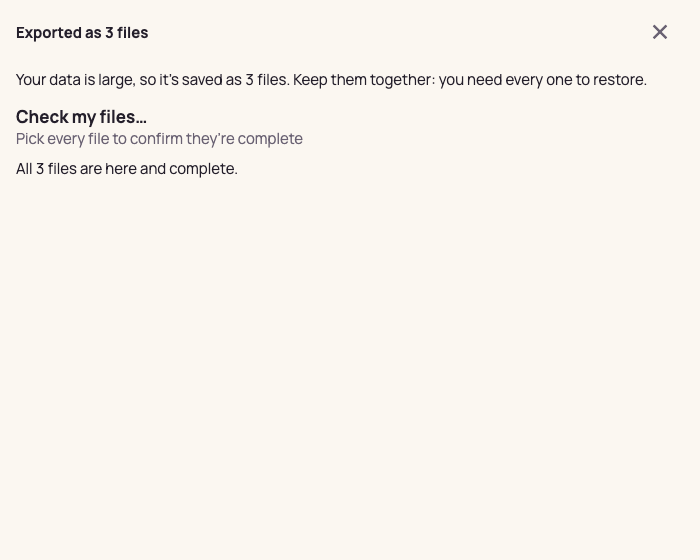 Exported as 3 files
Your data is large, so it's saved as 3 files. Keep them together: you need every one to restore.
Check my files…
Pick every file to confirm they're complete
All 3 files are here and complete.